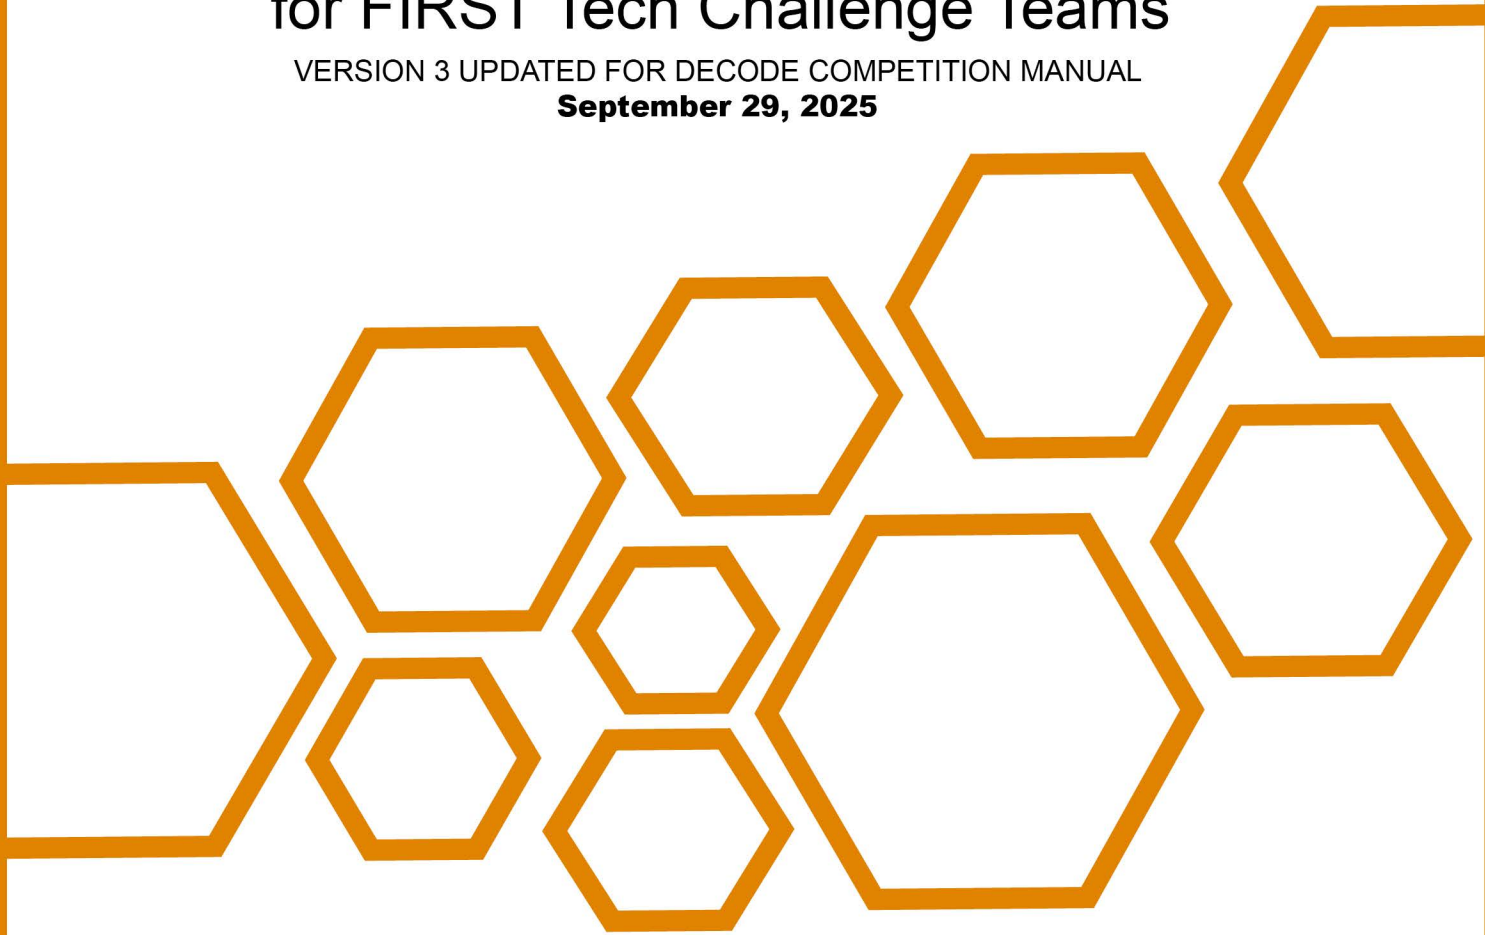 for FIRST Tech Challenge Teams
VERSION 3 UPDATED FOR DECODE COMPETITION MANUAL
September 29, 2025